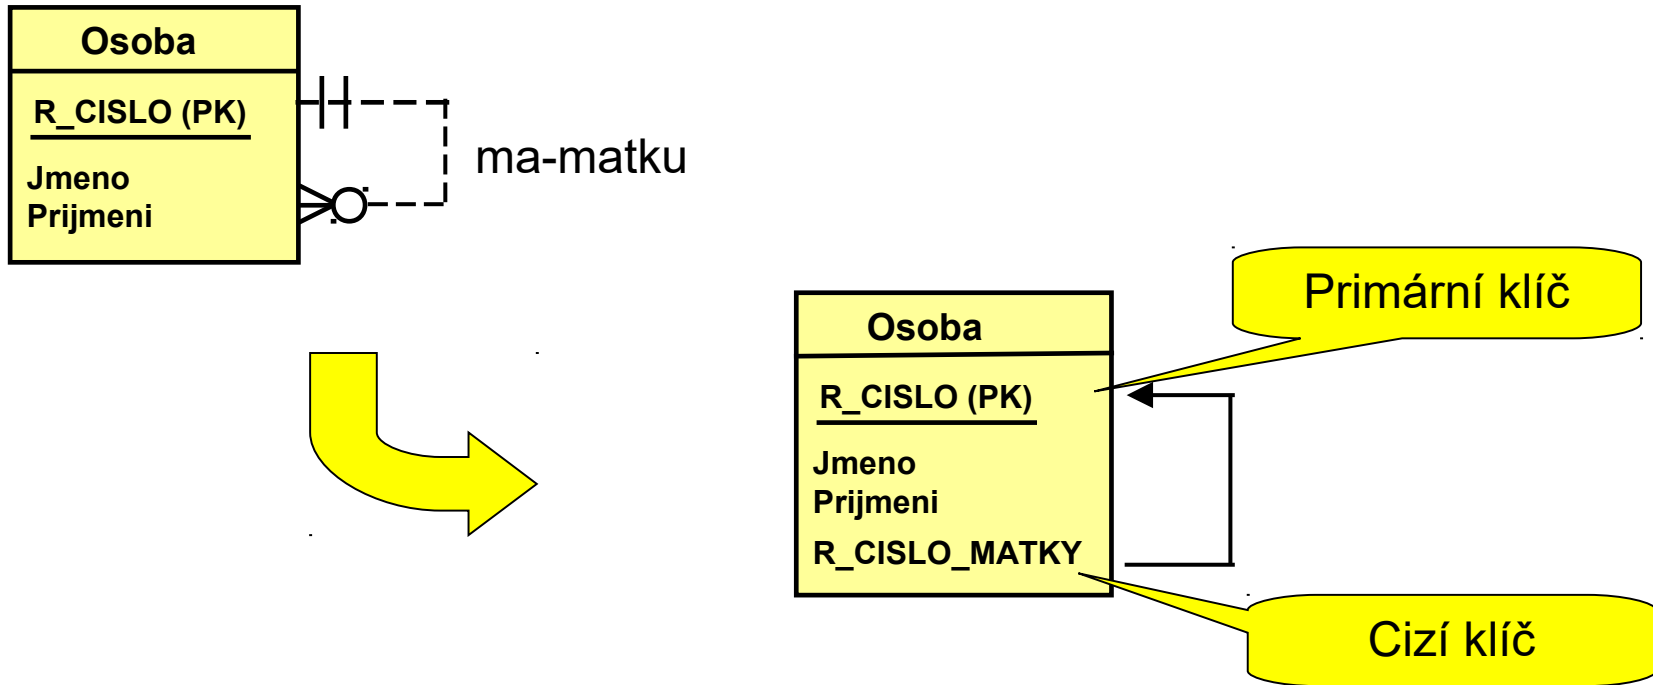 Osoba
R_CISLO (PK)
Jmeno
Prijmeni
ma-matku
Primární klíč
Osoba
R_CISLO (PK)
Jmeno
Prijmeni
R_CISLO_MATKY
Cizí klíč